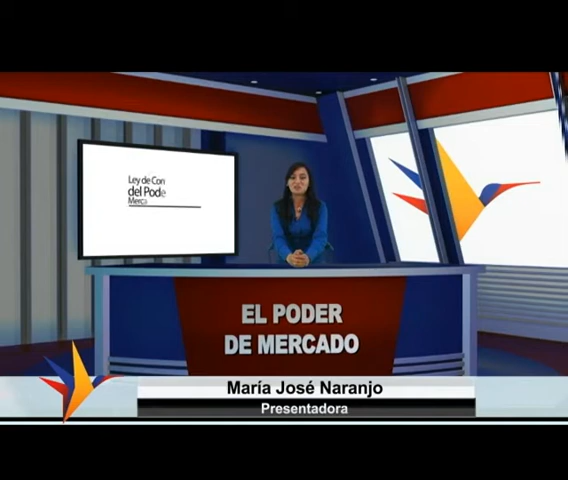 Ley de Con
del Pode
Merca
EL PODER
DE MERCADO
María José Naranjo
Presentadora